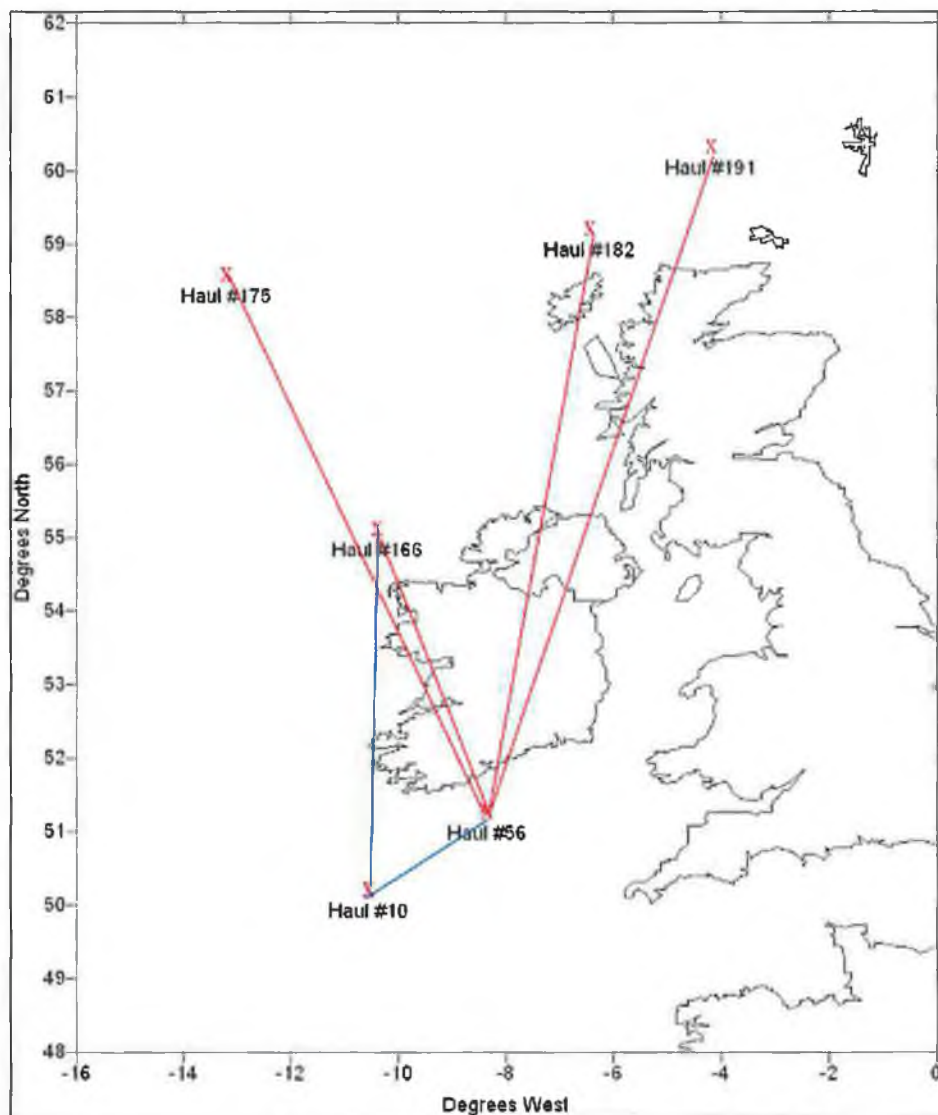 62
61
60
59
58
57
56
55
54
53
52
51
50
49
48
Degrees North
Haul #191
Haul #182
Haul #175
Haul #166
Haul #56
Haul #10
-16 -14 -12 -10 -8 -6 -4 -2 0
Degrees West